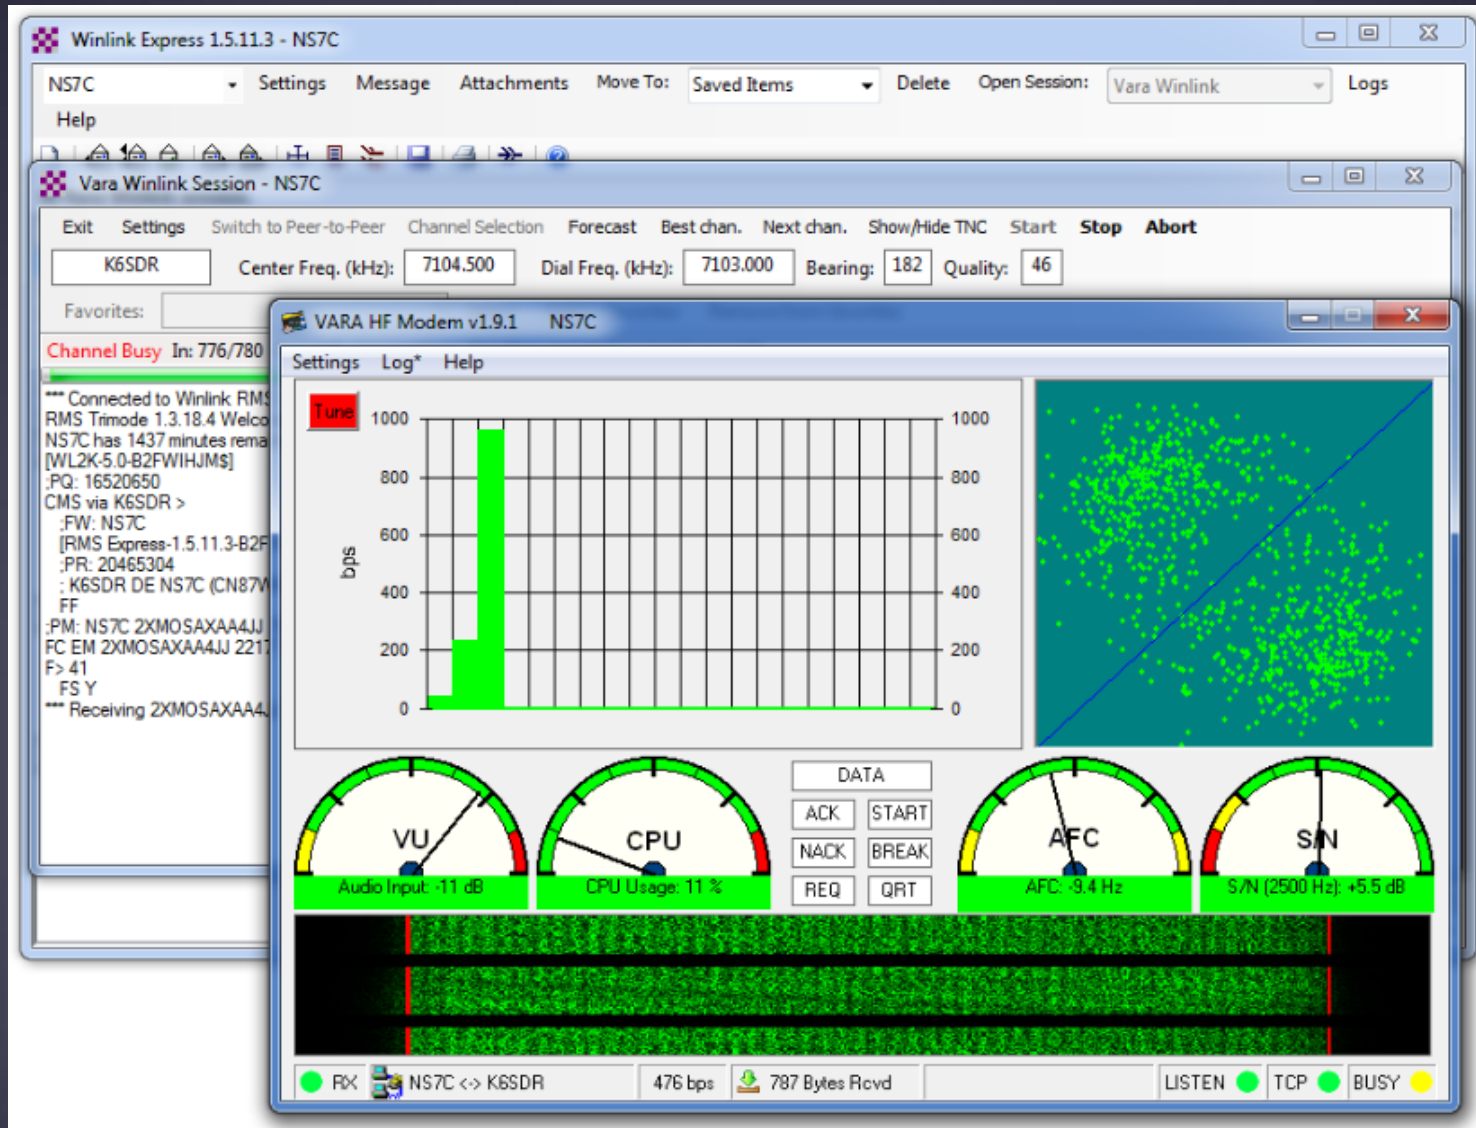 Winlink Express 1.5.11.3 - NS7C
NS7C Settings Message Attachments Move To: Saved Items Delete Open Session: Vara Winlink Logs
Help
Vara Winlink Session - NS7C
Exit Settings Switch to Peer-to-Peer Channel Selection Forecast Best chan. Next chan. Show/Hide TNC Start Stop Abort
K6SDR Center Freq. (kHz): 7104.500 Dial Freq. (kHz): 7103.000 Bearing: 182 Quality: 46
Favorites:
Channel Busy In: 776/780
*** Connected to Winlink RMS
RMS Trimode 1.3.18.4 Welco
NS7C has 1437 minutes rema
[WL2K-5.0-B2FWIHJM$]
;PQ: 16520650
CMS via K6SDR >
;FW: NS7C
[RMS Express-1.5.11.3-B2F
;PR: 20465304
; K6SDR DE NS7C (CN87W
FF
;PM: NS7C 2XMOSAXAA4JJ
FC EM 2XMOSAXAA4JJ 2217
F> 41
FS Y
*** Receiving 2XMOSAXAA4J
VARA HF Modem v1.9.1 NS7C
Settings Log* Help
Tune
1000 1000
800 800
600 600
bps
400 400
200 200
0 0
VU CPU AFC S/N
DATA
ACK START
NACK BREAK
REQ QRT
Audio Input: -11 dB CPU Usage: 11 % AFC: -9.4 Hz S/N (2500 Hz): +5.5 dB
RX NS7C <-> K6SDR 476 bps 787 Bytes Rcvd LISTEN TCP BUSY